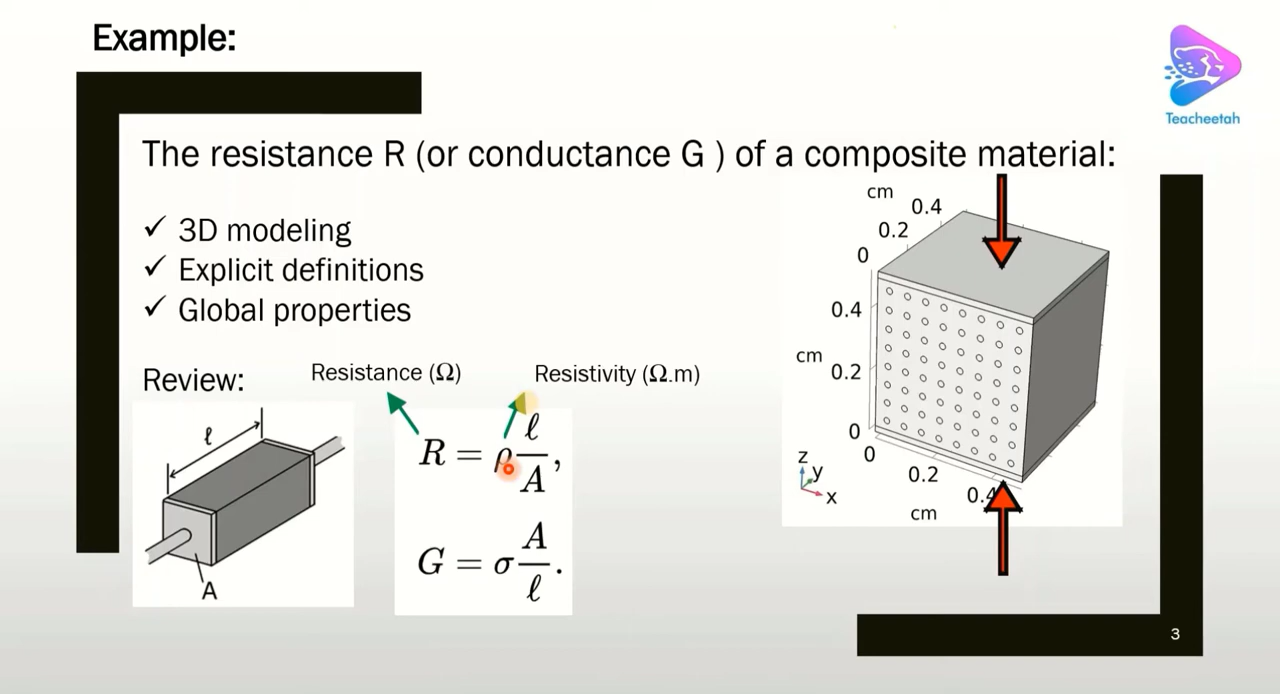 Example:
Teacheetah
The resistance R (or conductance G ) of a composite material:
✓ 3D modeling
✓ Explicit definitions
✓ Global properties
Review:
Resistance (Ω)
Resistivity (Ω.m)
ℓ
A
R = ρ ℓ/A,
G = σ A/ℓ.
cm
0.4
0.2
0
0.4
cm
0.2
0
0
0.2
0.4
cm
z
y
x
3